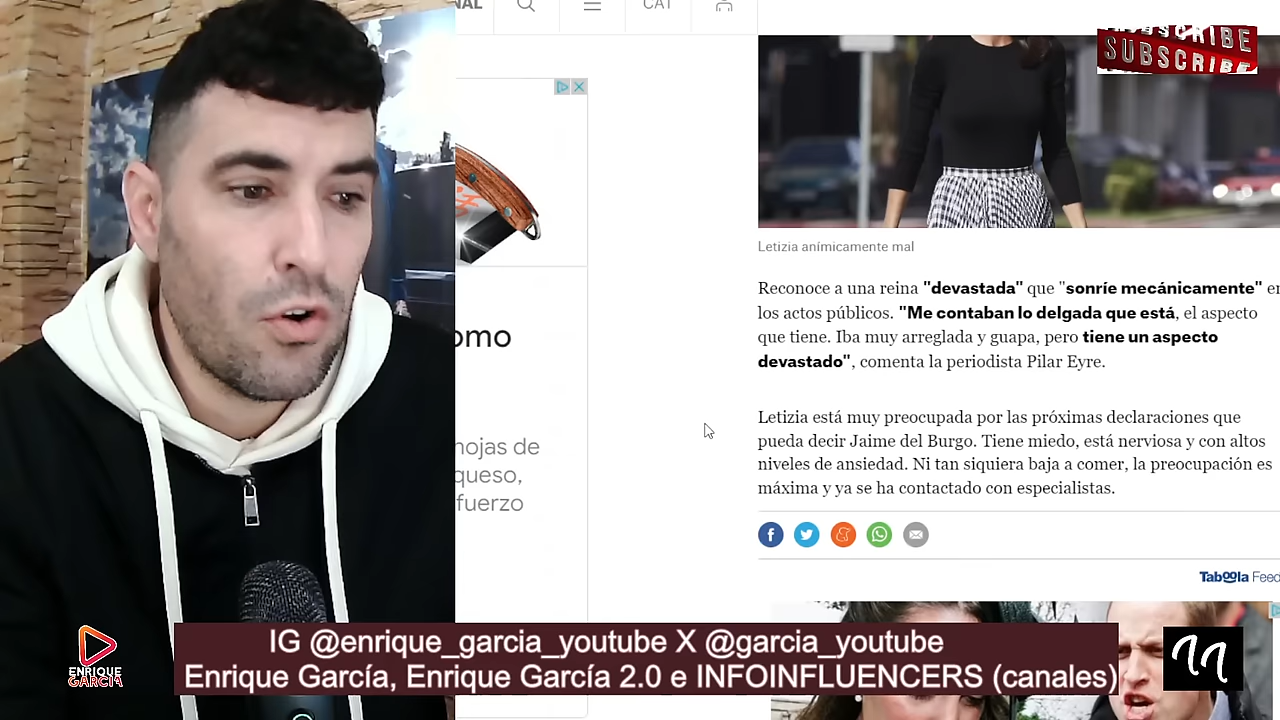 NAL
CAT
SUBSCRIBE
SUBSCRIBE
Letizia anímicamente mal
Reconoce a una reina "devastada" que "sonríe mecánicamente" en
los actos públicos. "Me contaban lo delgada que está, el aspecto
que tiene. Iba muy arreglada y guapa, pero tiene un aspecto
devastado", comenta la periodista Pilar Eyre.
Letizia está muy preocupada por las próximas declaraciones que
pueda decir Jaime del Burgo. Tiene miedo, está nerviosa y con altos
niveles de ansiedad. Ni tan siquiera baja a comer, la preocupación es
máxima y ya se ha contactado con especialistas.
omo
hojas de
queso,
fuerzo
Taboola Feed
ENRIQUE
GARCIA
IG @enrique_garcia_youtube X @garcia_youtube
Enrique García, Enrique García 2.0 e INFOINFLUENCERS (canales)